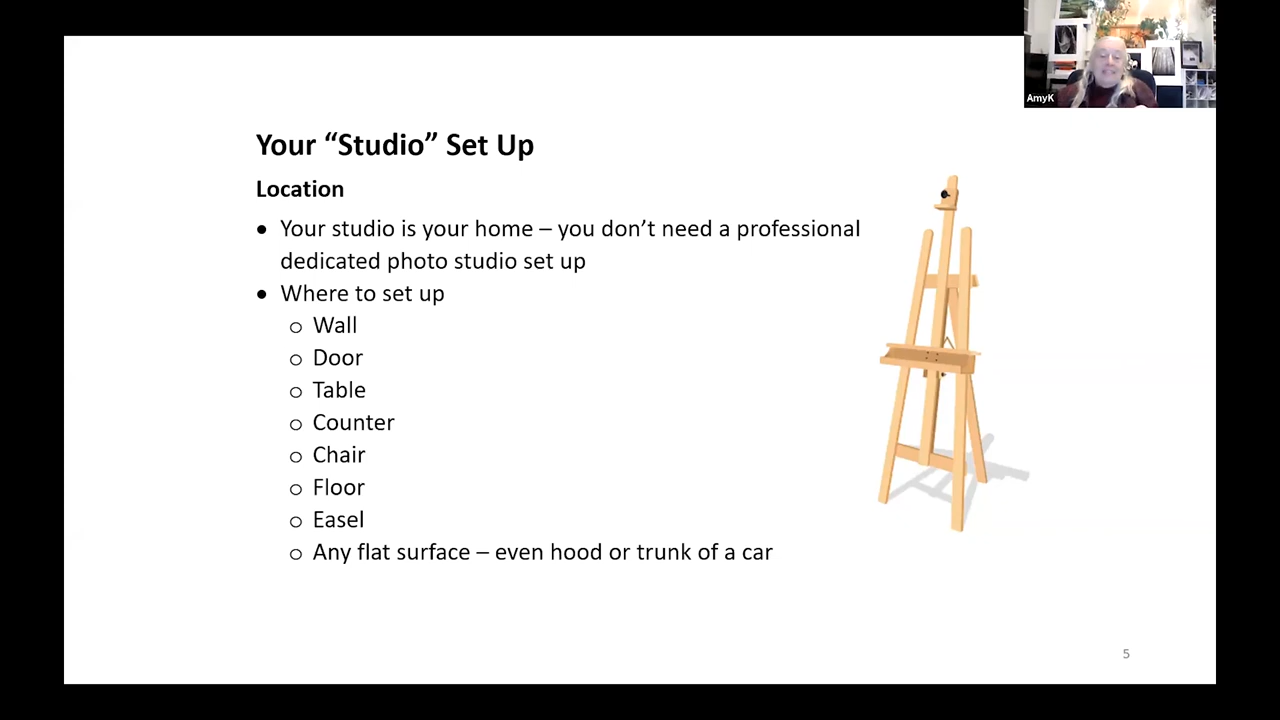 AmyK
Your “Studio” Set Up
Location
• Your studio is your home – you don’t need a professional
dedicated photo studio set up
• Where to set up
o Wall
o Door
o Table
o Counter
o Chair
o Floor
o Easel
o Any flat surface – even hood or trunk of a car
5